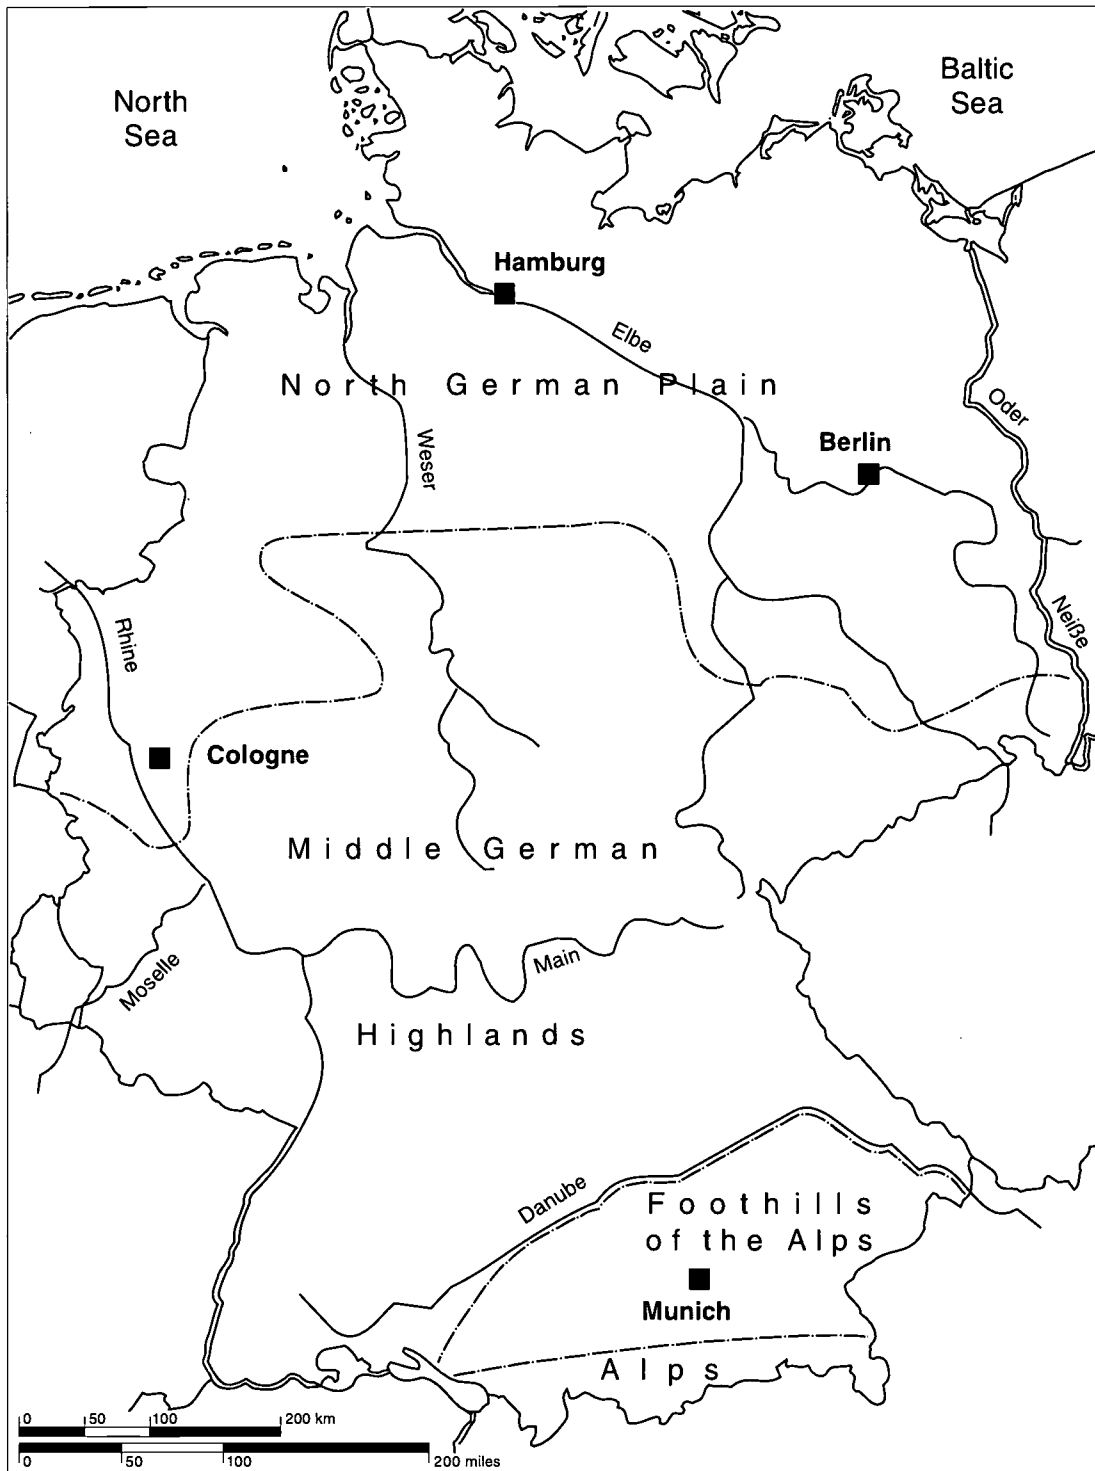 North
Sea
Baltic
Sea
Hamburg
Elbe
North German Plain
Oder
Berlin
Weser
Neiße
Rhine
Cologne
Middle German
Main
Moselle
Highlands
Danube
Foothills
of the Alps
Munich
Alps
0 50 100 200 km
0 50 100 200 miles